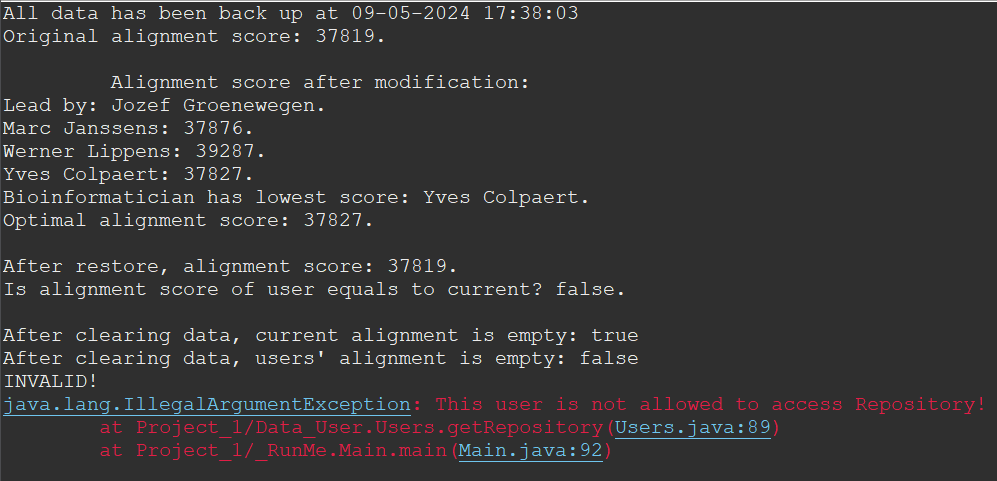 All data has been back up at 09-05-2024 17:38:03
Original alignment score: 37819.
Alignment score after modification:
Lead by: Jozef Groenewegen.
Marc Janssens: 37876.
Werner Lippens: 39287.
Yves Colpaert: 37827.
Bioinformatician has lowest score: Yves Colpaert.
Optimal alignment score: 37827.
After restore, alignment score: 37819.
Is alignment score of user equals to current? false.
After clearing data, current alignment is empty: true
After clearing data, users' alignment is empty: false
INVALID!
java.lang.IllegalArgumentException: This user is not allowed to access Repository!
at Project_1/Data_User.Users.getRepository(Users.java:89)
at Project_1/_RunMe.Main.main(Main.java:92)